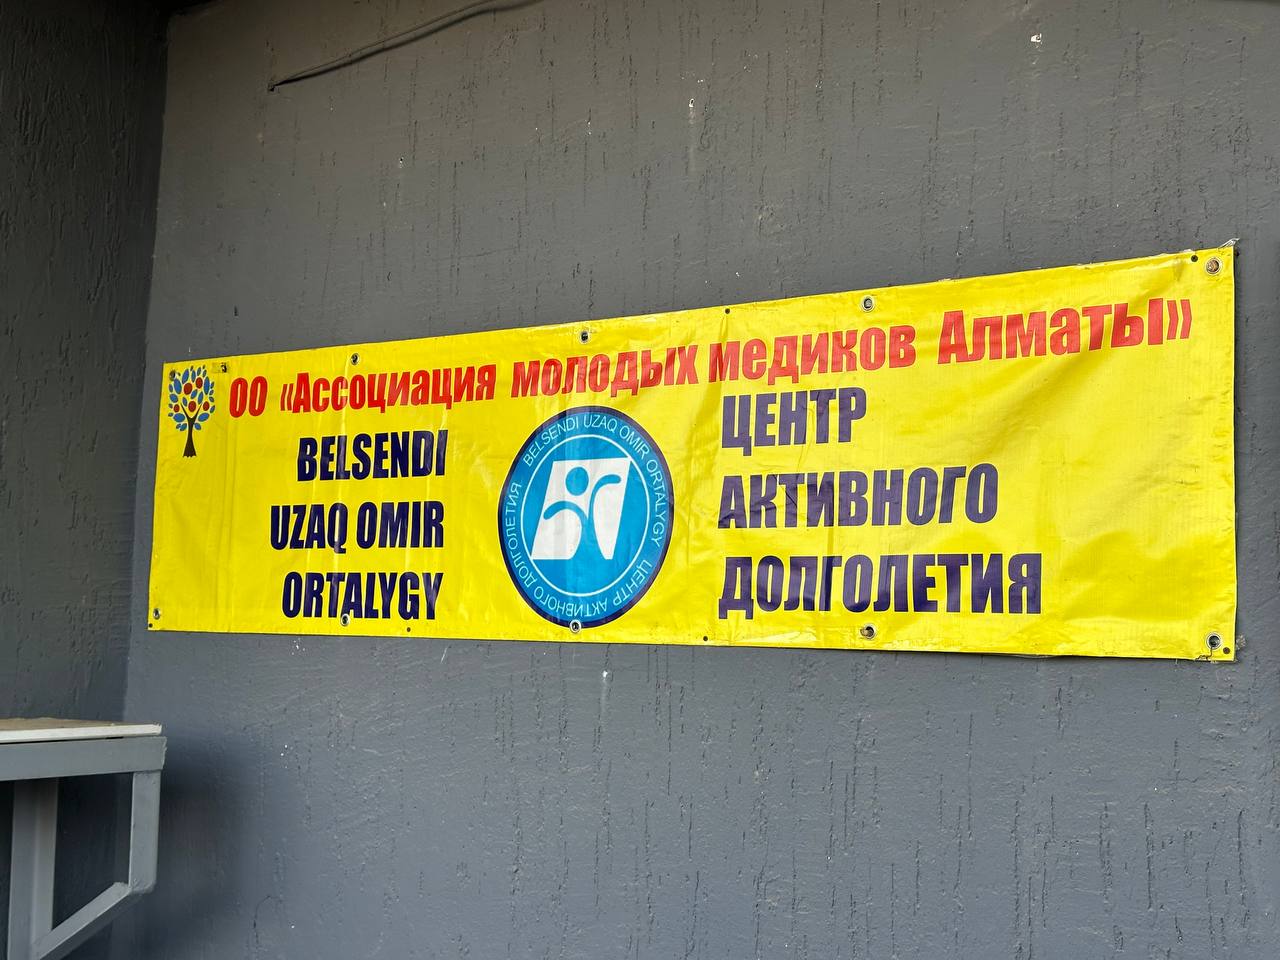 ОО «Ассоциация молодых медиков Алматы»
BELSENDI
UZAQ OMIR
ORTALYGY
BELSENDI UZAQ OMIR ORTALYGY
ЦЕНТР АКТИВНОГО ДОЛГОЛЕТИЯ
ЦЕНТР
АКТИВНОГО
ДОЛГОЛЕТИЯ